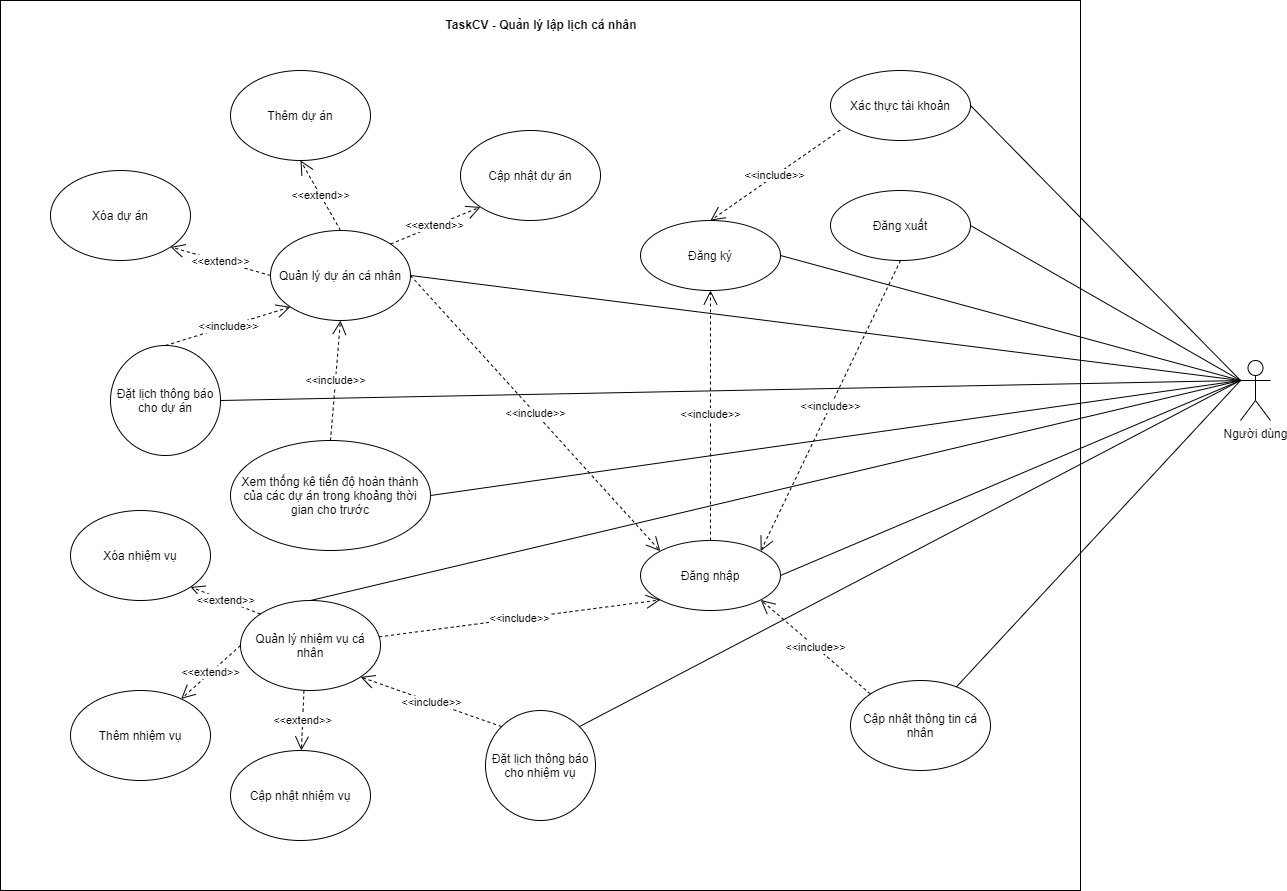 TaskCV - Quản lý lập lịch cá nhân
Thêm dự án
Xác thực tài khoản
Cập nhật dự án
<<include>>
<<extend>>
Xóa dự án
<<extend>>
Đăng xuất
Đăng ký
<<extend>>
Quản lý dự án cá nhân
<<include>>
<<include>>
Đặt lịch thông báo
cho dự án
<<include>>
<<include>>
<<include>>
Người dùng
Xem thống kê tiến độ hoàn thành
của các dự án trong khoảng thời
gian cho trước
Xóa nhiệm vụ
Đăng nhập
<<extend>>
<<include>>
Quản lý nhiệm vụ cá
nhân
<<include>>
<<extend>>
<<include>>
<<extend>>
Thêm nhiệm vụ
Cập nhật thông tin cá
nhân
Đặt lịch thông báo
cho nhiệm vụ
Cập nhật nhiệm vụ